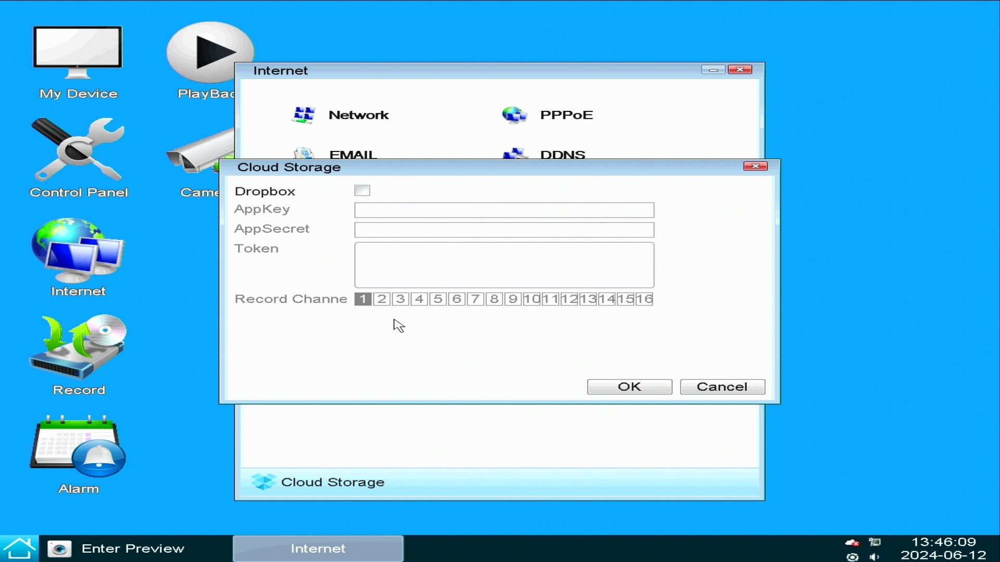 My Device
PlayBac
Internet
Network
PPPoE
EMAIL
DDNS
Control Panel
Came
Cloud Storage
Dropbox
AppKey
AppSecret
Token
Record Channe 1 2 3 4 5 6 7 8 9 10 11 12 13 14 15 16
OK
Cancel
Internet
Record
Alarm
Cloud Storage
Enter Preview
Internet
13:46:09
2024-06-12